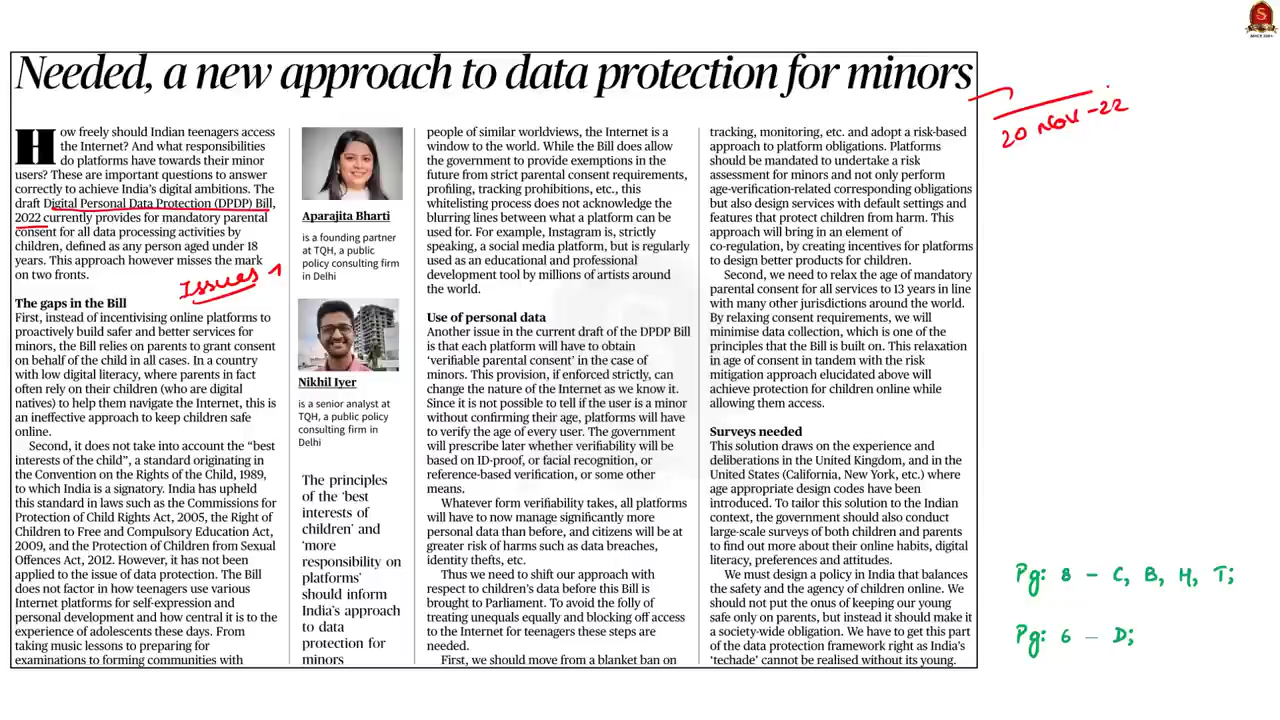 Needed, a new approach to data protection for minors
How freely should Indian teenagers access
the Internet? And what responsibilities
do platforms have towards their minor
users? These are important questions to answer
correctly to achieve India’s digital ambitions. The
draft Digital Personal Data Protection (DPDP) Bill,
2022 currently provides for mandatory parental
consent for all data processing activities by
children, defined as any person aged under 18
years. This approach however misses the mark
on two fronts.
Issues
The gaps in the Bill
First, instead of incentivising online platforms to
proactively build safer and better services for
minors, the Bill relies on parents to grant consent
on behalf of the child in all cases. In a country
with low digital literacy, where parents in fact
often rely on their children (who are digital
natives) to help them navigate the Internet, this is
an ineffective approach to keep children safe
online.
Second, it does not take into account the “best
interests of the child”, a standard originating in
the Convention on the Rights of the Child, 1989,
to which India is a signatory. India has upheld
this standard in laws such as the Commissions for
Protection of Child Rights Act, 2005, the Right of
Children to Free and Compulsory Education Act,
2009, and the Protection of Children from Sexual
Offences Act, 2012. However, it has not been
applied to the issue of data protection. The Bill
does not factor in how teenagers use various
Internet platforms for self-expression and
personal development and how central it is to the
experience of adolescents these days. From
taking music lessons to preparing for
examinations to forming communities with
Aparajita Bharti
is a founding partner
at TQH, a public
policy consulting firm
in Delhi
Nikhil Iyer
is a senior analyst at
TQH, a public policy
consulting firm in
Delhi
The principles
of the ‘best
interests of
children’ and
‘more
responsibility on
platforms’
should inform
India’s approach
to data
protection for
minors
people of similar worldviews, the Internet is a
window to the world. While the Bill does allow
the government to provide exemptions in the
future from strict parental consent requirements,
profiling, tracking prohibitions, etc., this
whitelisting process does not acknowledge the
blurring lines between what a platform can be
used for. For example, Instagram is, strictly
speaking, a social media platform, but is regularly
used as an educational and professional
development tool by millions of artists around
the world.
Use of personal data
Another issue in the current draft of the DPDP Bill
is that each platform will have to obtain
‘verifiable parental consent’ in the case of
minors. This provision, if enforced strictly, can
change the nature of the Internet as we know it.
Since it is not possible to tell if the user is a minor
without confirming their age, platforms will have
to verify the age of every user. The government
will prescribe later whether verifiability will be
based on ID-proof, or facial recognition, or
reference-based verification, or some other
means.
Whatever form verifiability takes, all platforms
will have to now manage significantly more
personal data than before, and citizens will be at
greater risk of harms such as data breaches,
identity thefts, etc.
Thus we need to shift our approach with
respect to children’s data before this Bill is
brought to Parliament. To avoid the folly of
treating unequals equally and blocking off access
to the Internet for teenagers these steps are
needed.
First, we should move from a blanket ban on
tracking, monitoring, etc. and adopt a risk-based
approach to platform obligations. Platforms
should be mandated to undertake a risk
assessment for minors and not only perform
age-verification-related corresponding obligations
but also design services with default settings and
features that protect children from harm. This
approach will bring in an element of
co-regulation, by creating incentives for platforms
to design better products for children.
Second, we need to relax the age of mandatory
parental consent for all services to 13 years in line
with many other jurisdictions around the world.
By relaxing consent requirements, we will
minimise data collection, which is one of the
principles that the Bill is built on. This relaxation
in age of consent in tandem with the risk
mitigation approach elucidated above will
achieve protection for children online while
allowing them access.
Surveys needed
This solution draws on the experience and
deliberations in the United Kingdom, and in the
United States (California, New York, etc.) where
age appropriate design codes have been
introduced. To tailor this solution to the Indian
context, the government should also conduct
large-scale surveys of both children and parents
to find out more about their online habits, digital
literacy, preferences and attitudes.
We must design a policy in India that balances
the safety and the agency of children online. We
should not put the onus of keeping our young
safe only on parents, but instead it should make it
a society-wide obligation. We have to get this part
of the data protection framework right as India’s
‘techade’ cannot be realised without its young.
20 NOV-22
Pg: 8 - C, B, H, T;
Pg: 6 - D;